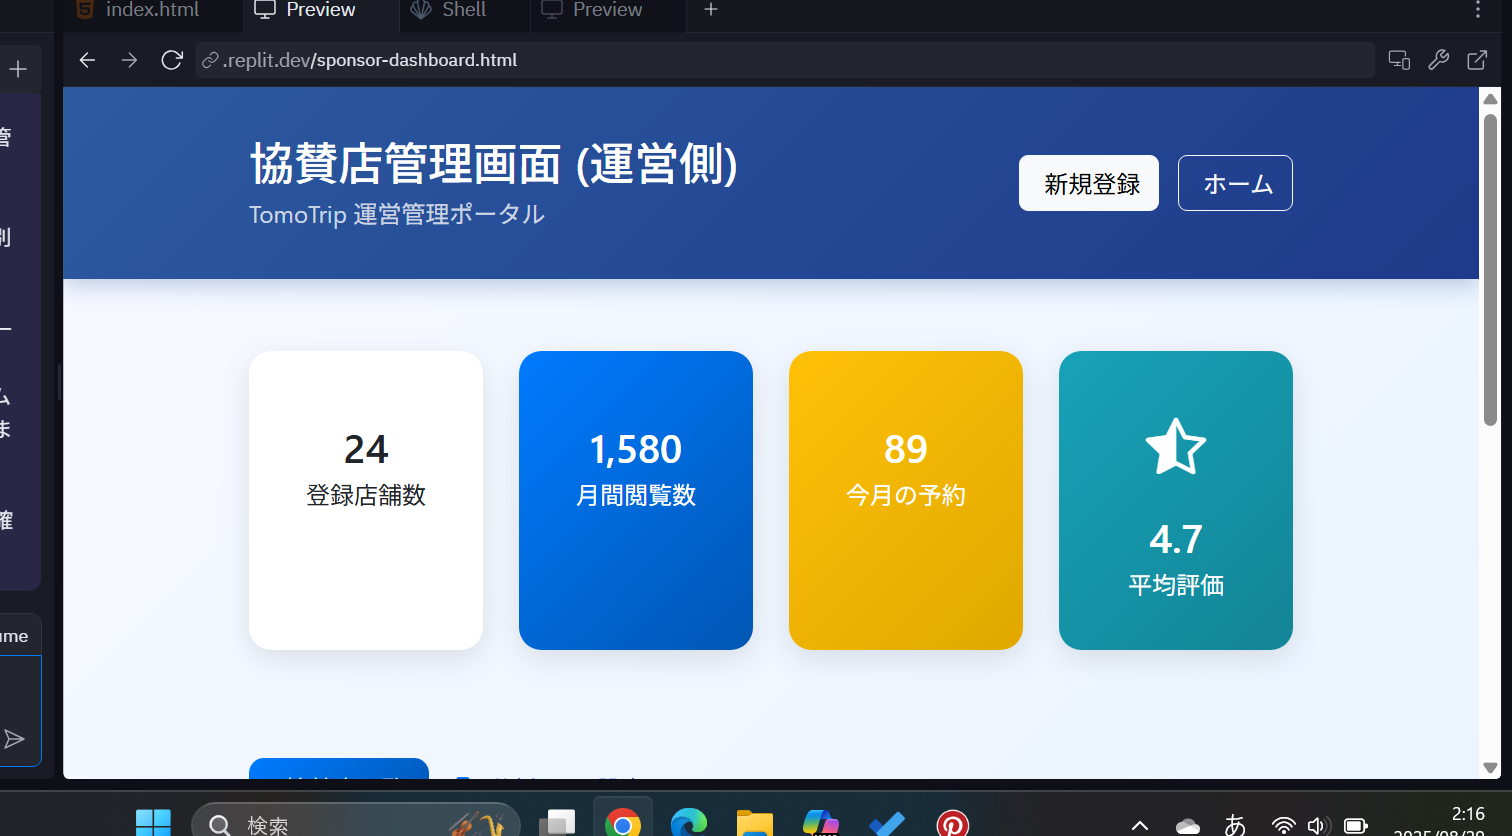 index.html
Preview
Shell
Preview
.replit.dev/sponsor-dashboard.html
管
協賛店管理画面 (運営側)
TomoTrip 運営管理ポータル
新規登録
ホーム
24
登録店舗数
1,580
月間閲覧数
89
今月の予約
4.7
平均評価
ー
ム
ま
確
検索
あ
2:16